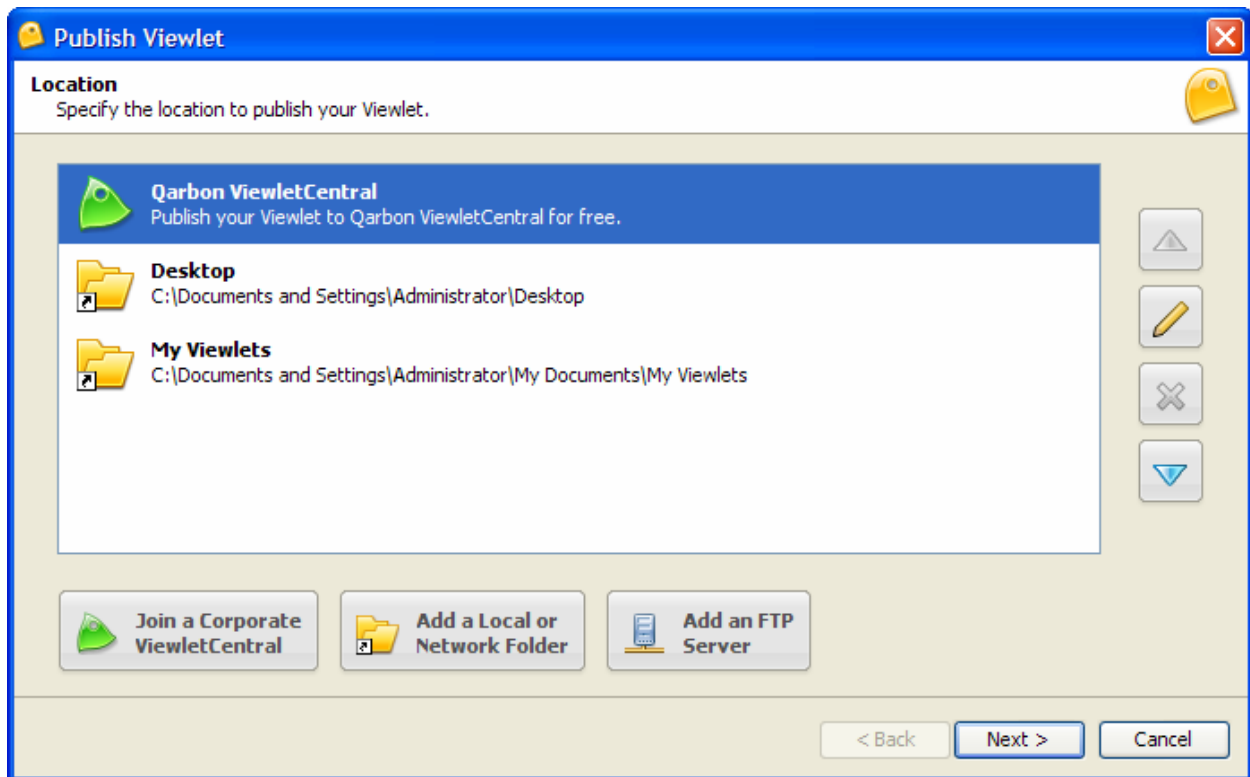 Publish Viewlet
Location
Specify the location to publish your Viewlet.
Qarbon ViewletCentral
Publish your Viewlet to Qarbon ViewletCentral for free.
Desktop
C:\Documents and Settings\Administrator\Desktop
My Viewlets
C:\Documents and Settings\Administrator\My Documents\My Viewlets
Join a Corporate
ViewletCentral
Add a Local or
Network Folder
Add an FTP
Server
< Back
Next >
Cancel